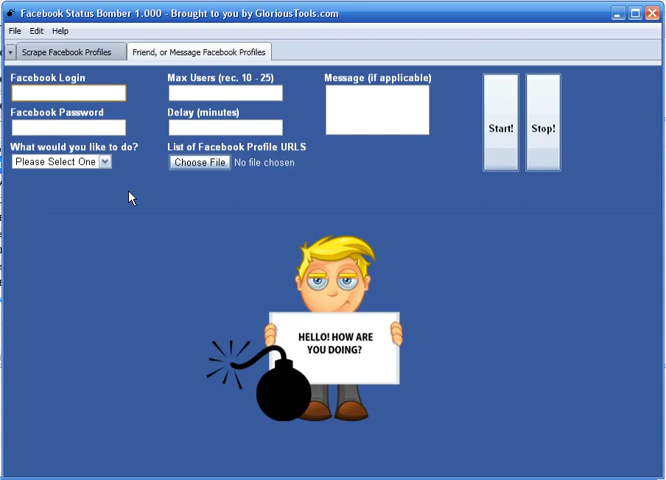 Facebook Status Bomber 1.000 - Brought to you by GloriousTools.com
File Edit Help
Scrape Facebook Profiles
Friend, or Message Facebook Profiles
Facebook Login
Max Users (rec. 10 - 25)
Message (if applicable)
Facebook Password
Delay (minutes)
Start!
Stop!
What would you like to do?
List of Facebook Profile URLS
Please Select One
Choose File No file chosen
HELLO! HOW ARE
YOU DOING?